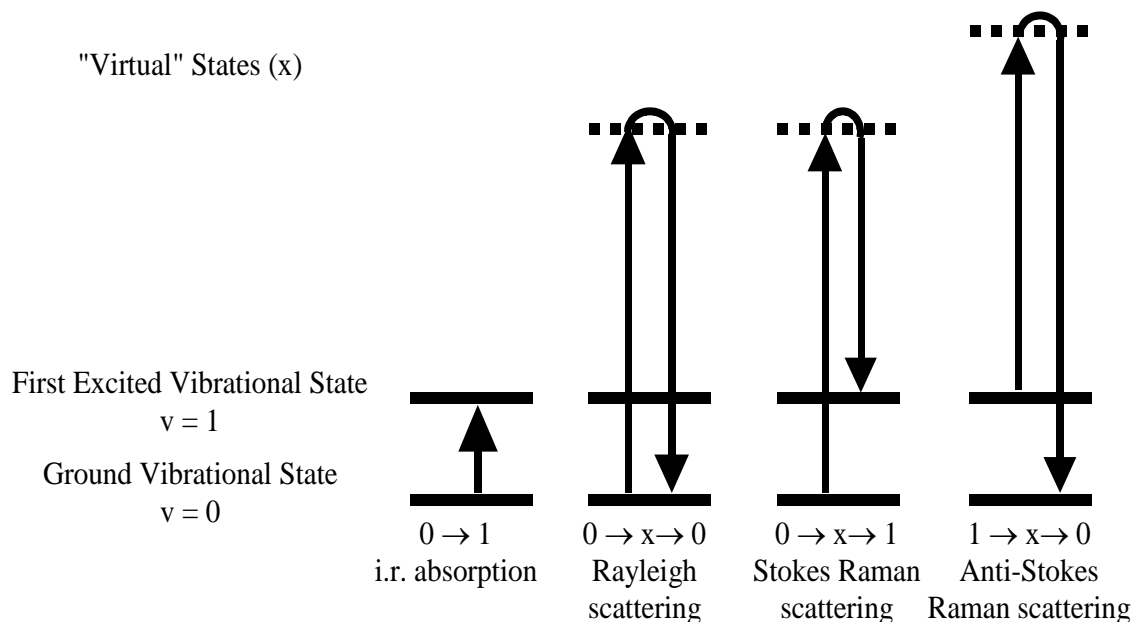 "Virtual" States (x)
First Excited Vibrational State
v = 1
Ground Vibrational State
v = 0
0 → 1
i.r. absorption
0 → x→ 0
Rayleigh
scattering
0 → x→ 1
Stokes Raman
scattering
1 → x→ 0
Anti-Stokes
Raman scattering